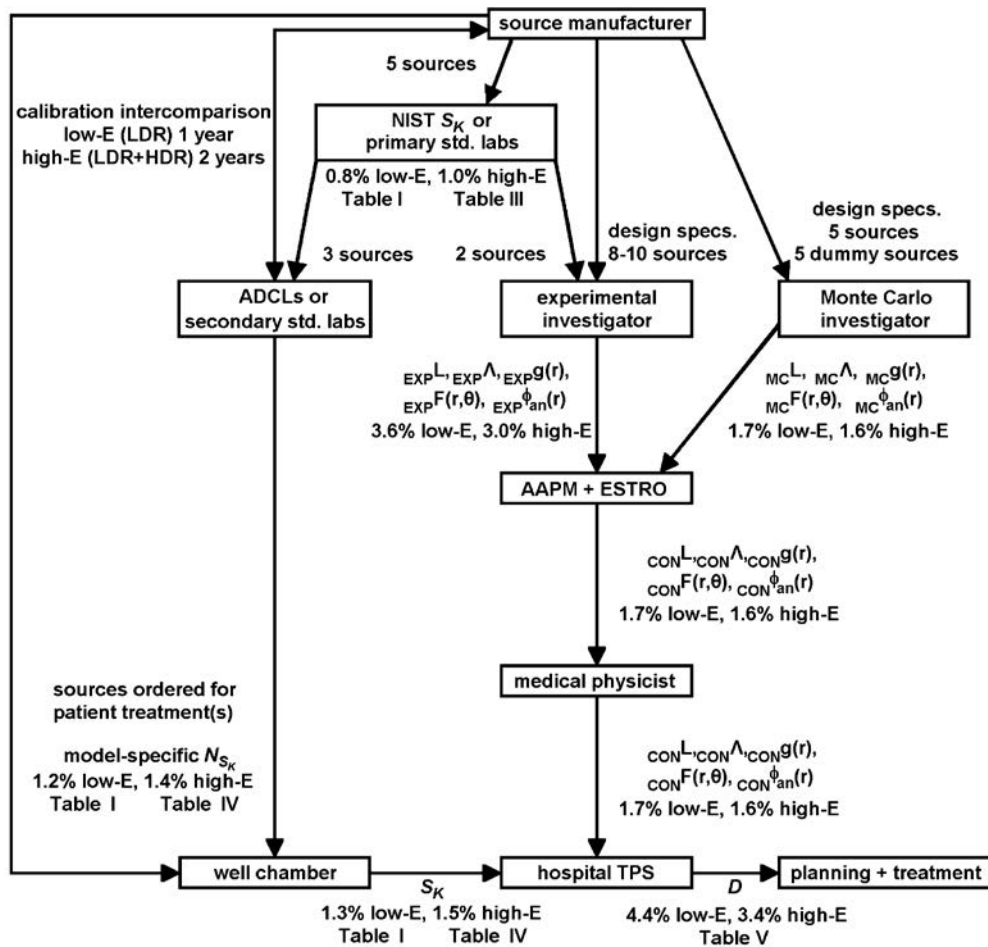 source manufacturer
5 sources
calibration intercomparison
low-E (LDR) 1 year
high-E (LDR+HDR) 2 years
NIST S_K or
primary std. labs
0.8% low-E, 1.0% high-E
Table I Table III
3 sources
2 sources
design specs.
8-10 sources
design specs.
5 sources
5 dummy sources
ADCLs or
secondary std. labs
experimental
investigator
Monte Carlo
investigator
EXPL, EXPΛ, EXPg(r),
EXPF(r,θ), EXPϕan(r)
3.6% low-E, 3.0% high-E
MCL, MCΛ, MCg(r),
MCF(r,θ), MCϕan(r)
1.7% low-E, 1.6% high-E
AAPM + ESTRO
CONL,CONΛ,CONg(r),
CONF(r,θ), CONϕan(r)
1.7% low-E, 1.6% high-E
medical physicist
sources ordered for
patient treatment(s)
model-specific N_S_K
1.2% low-E, 1.4% high-E
Table I Table IV
CONL,CONΛ,CONg(r),
CONF(r,θ), CONϕan(r)
1.7% low-E, 1.6% high-E
well chamber
S_K
1.3% low-E, 1.5% high-E
Table I Table IV
hospital TPS
D
4.4% low-E, 3.4% high-E
Table V
planning + treatment